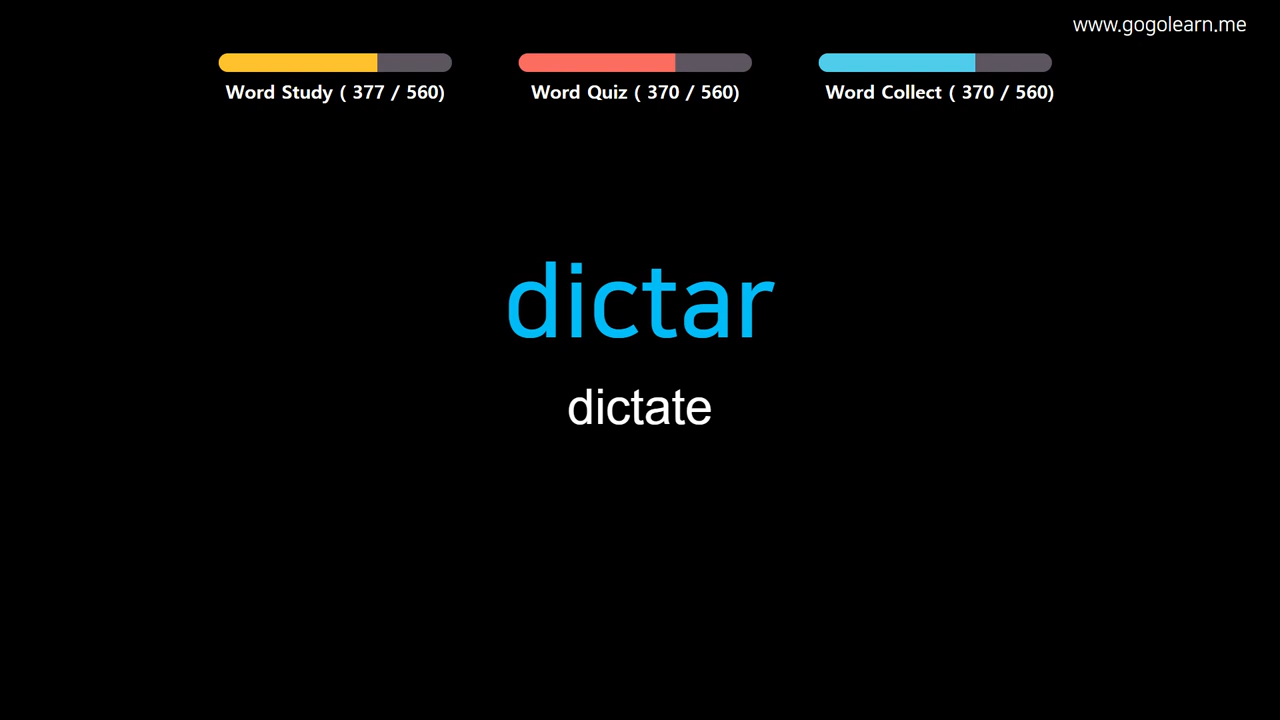 www.gogolearn.me
Word Study ( 377 / 560)
Word Quiz ( 370 / 560)
Word Collect ( 370 / 560)
dictar
dictate